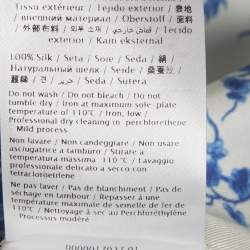 Tissu extérieur / Tejido exterior / 表地
/ внешний материал / Oberstoff / 面料
/ 外部布料 / 겉감 / قماش خارجي / Tecido
exterior / Kain eksternal
100% Silk / Seta / Soie / Seda / 絹 /
Натуральный шелк / Seide / 桑蚕丝 /
蠶絲 / 견 / حرير / Seda / Sutera
Do not wash / Do not bleach / Do not
tumble dry / Iron at maximum sole-plate
temperature of 110°C / Iron, low /
Professional dry cleaning in perchlorethene
Mild process
Non lavare / Non candeggiare / Non usare
asciugatrice a tamburo / Stirare a
temperatura massima 110 °C / Lavaggio
professionale delicato a secco con
tetracloroetilene
Ne pas laver / Pas de blanchiment / Pas de
séchage en tambour / Repasser à une
température maximale de semelle de fer de
110°C / Nettoyage à sec au Perchloréthylène
/ Processus modéré